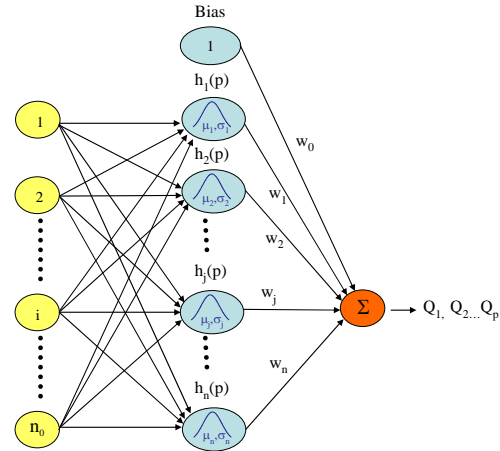 Bias
1
h₁(p)
1
μ₁,σ₁
w₀
h₂(p)
2
μ₂,σ₂
w₁
w₂
hⱼ(p)
i
μⱼ,σⱼ
wⱼ
Σ
Q₁, Q₂... Qₚ
hₙ(p)
wₙ
n₀
μₙ,σₙ